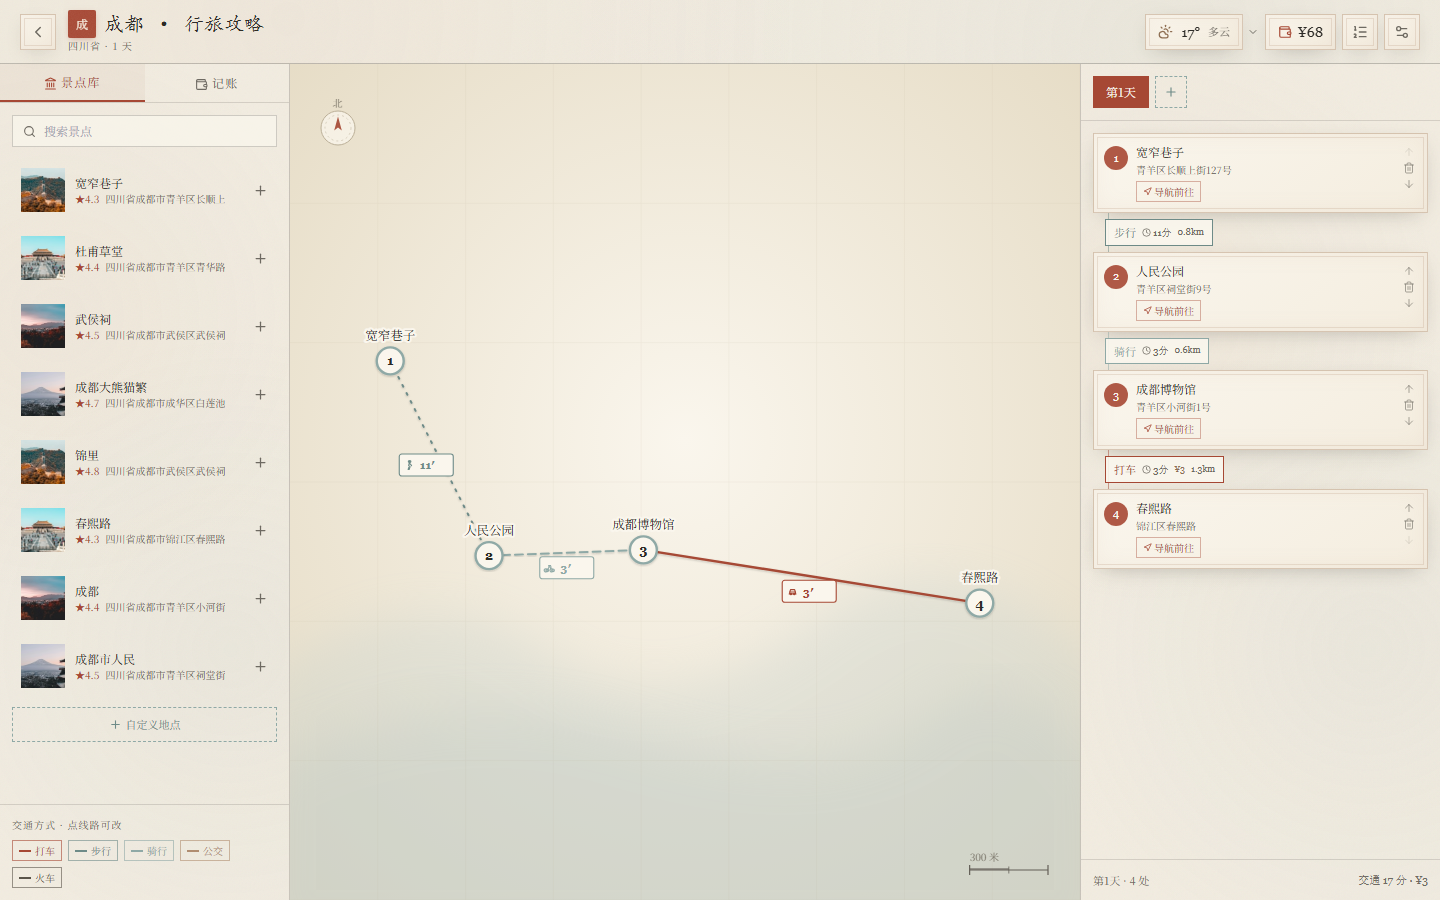 成 成都 • 行旅攻略
四川省 · 1 天
17° 多云
¥68
景点库
记账
搜索景点
宽窄巷子
★4.3 四川省成都市青羊区长顺上
杜甫草堂
★4.4 四川省成都市青羊区青华路
武侯祠
★4.5 四川省成都市武侯区武侯祠
成都大熊猫繁
★4.7 四川省成都市成华区白莲池
锦里
★4.8 四川省成都市武侯区武侯祠
春熙路
★4.3 四川省成都市锦江区春熙路
成都
★4.4 四川省成都市青羊区小河街
成都市人民
★4.5 四川省成都市青羊区祠堂街
自定义地点
交通方式 · 点线路可改
打车
步行
骑行
公交
火车
北
宽窄巷子
1
11′
人民公园
2
3′
成都博物馆
3
3′
春熙路
4
300 米
第1天
1 宽窄巷子
青羊区长顺上街127号
导航前往
步行 11分 0.8km
2 人民公园
青羊区祠堂街9号
导航前往
骑行 3分 0.6km
3 成都博物馆
青羊区小河街1号
导航前往
打车 3分 ¥3 1.3km
4 春熙路
锦江区春熙路
导航前往
第1天 · 4 处
交通 17 分 · ¥3